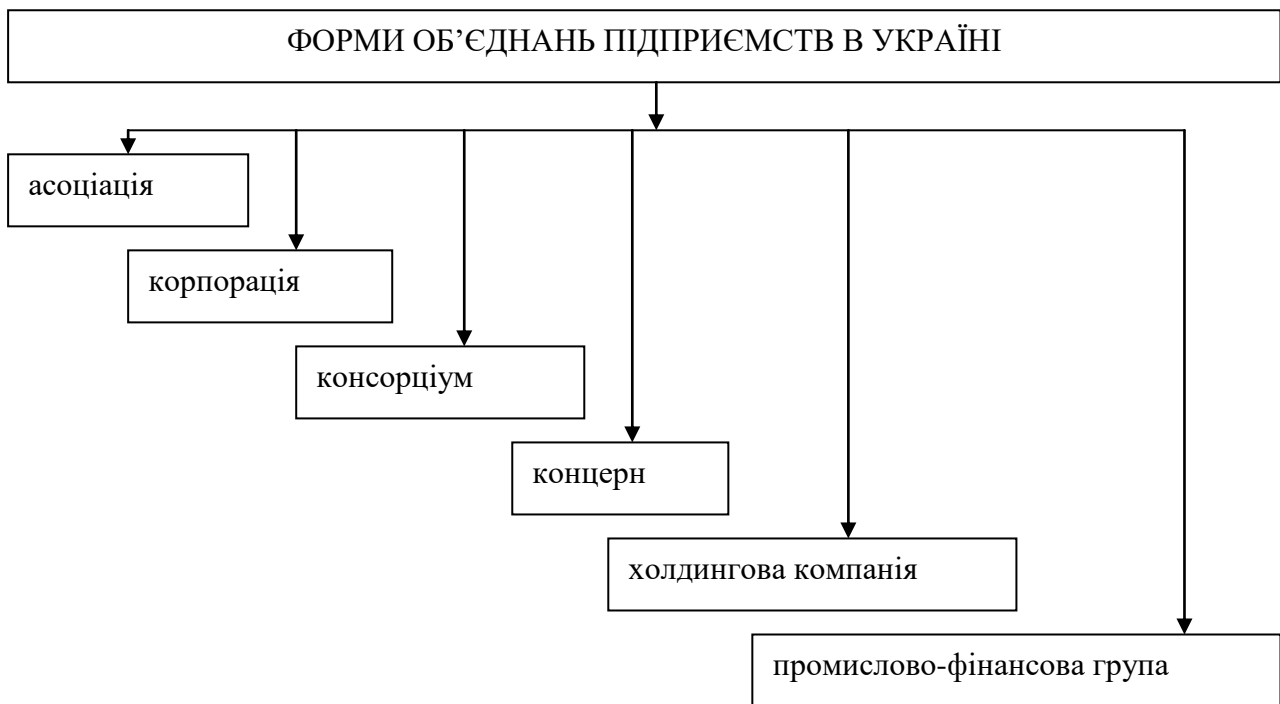 ФОРМИ ОБ’ЄДНАНЬ ПІДПРИЄМСТВ В УКРАЇНІ
асоціація
корпорація
консорціум
концерн
холдингова компанія
промислово-фінансова група